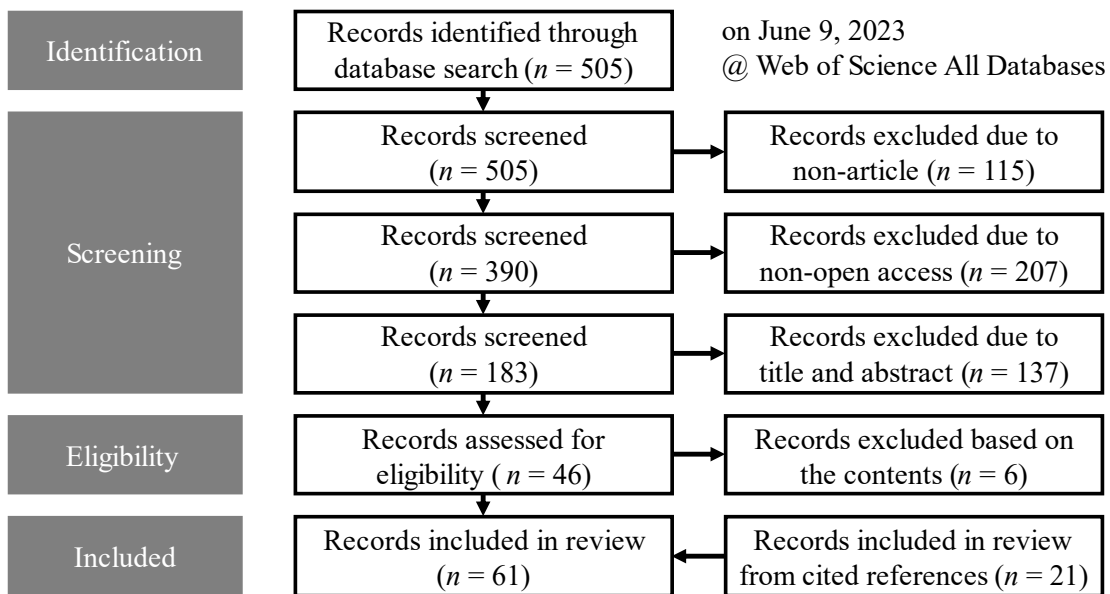 Identification
Records identified through
database search (n = 505)
on June 9, 2023
@ Web of Science All Databases
Screening
Records screened
(n = 505)
Records excluded due to
non-article (n = 115)
Records screened
(n = 390)
Records excluded due to
non-open access (n = 207)
Records screened
(n = 183)
Records excluded due to
title and abstract (n = 137)
Eligibility
Records assessed for
eligibility ( n = 46)
Records excluded based on
the contents (n = 6)
Included
Records included in review
(n = 61)
Records included in review
from cited references (n = 21)